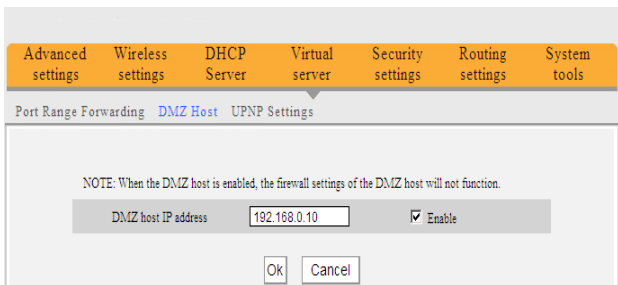 Advanced settings Wireless settings DHCP Server Virtual server Security settings Routing settings System tools
Port Range Forwarding DMZ Host UPNP Settings
NOTE: When the DMZ host is enabled, the firewall settings of the DMZ host will not function.
DMZ host IP address 192.168.0.10 Enable
Ok Cancel